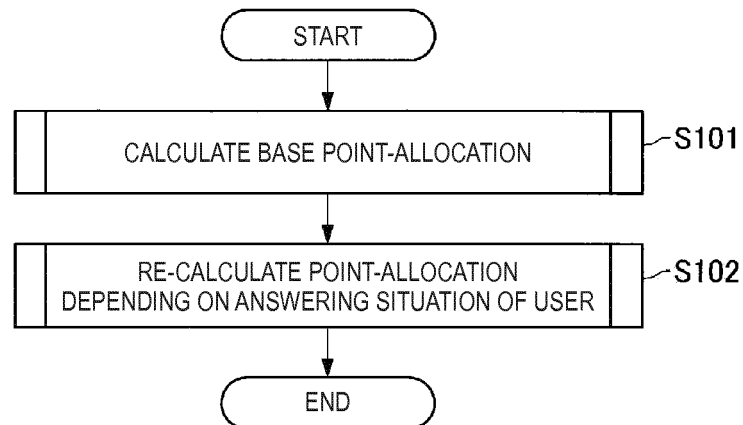 START
CALCULATE BASE POINT-ALLOCATION
S101
RE-CALCULATE POINT-ALLOCATION
DEPENDING ON ANSWERING SITUATION OF USER
S102
END